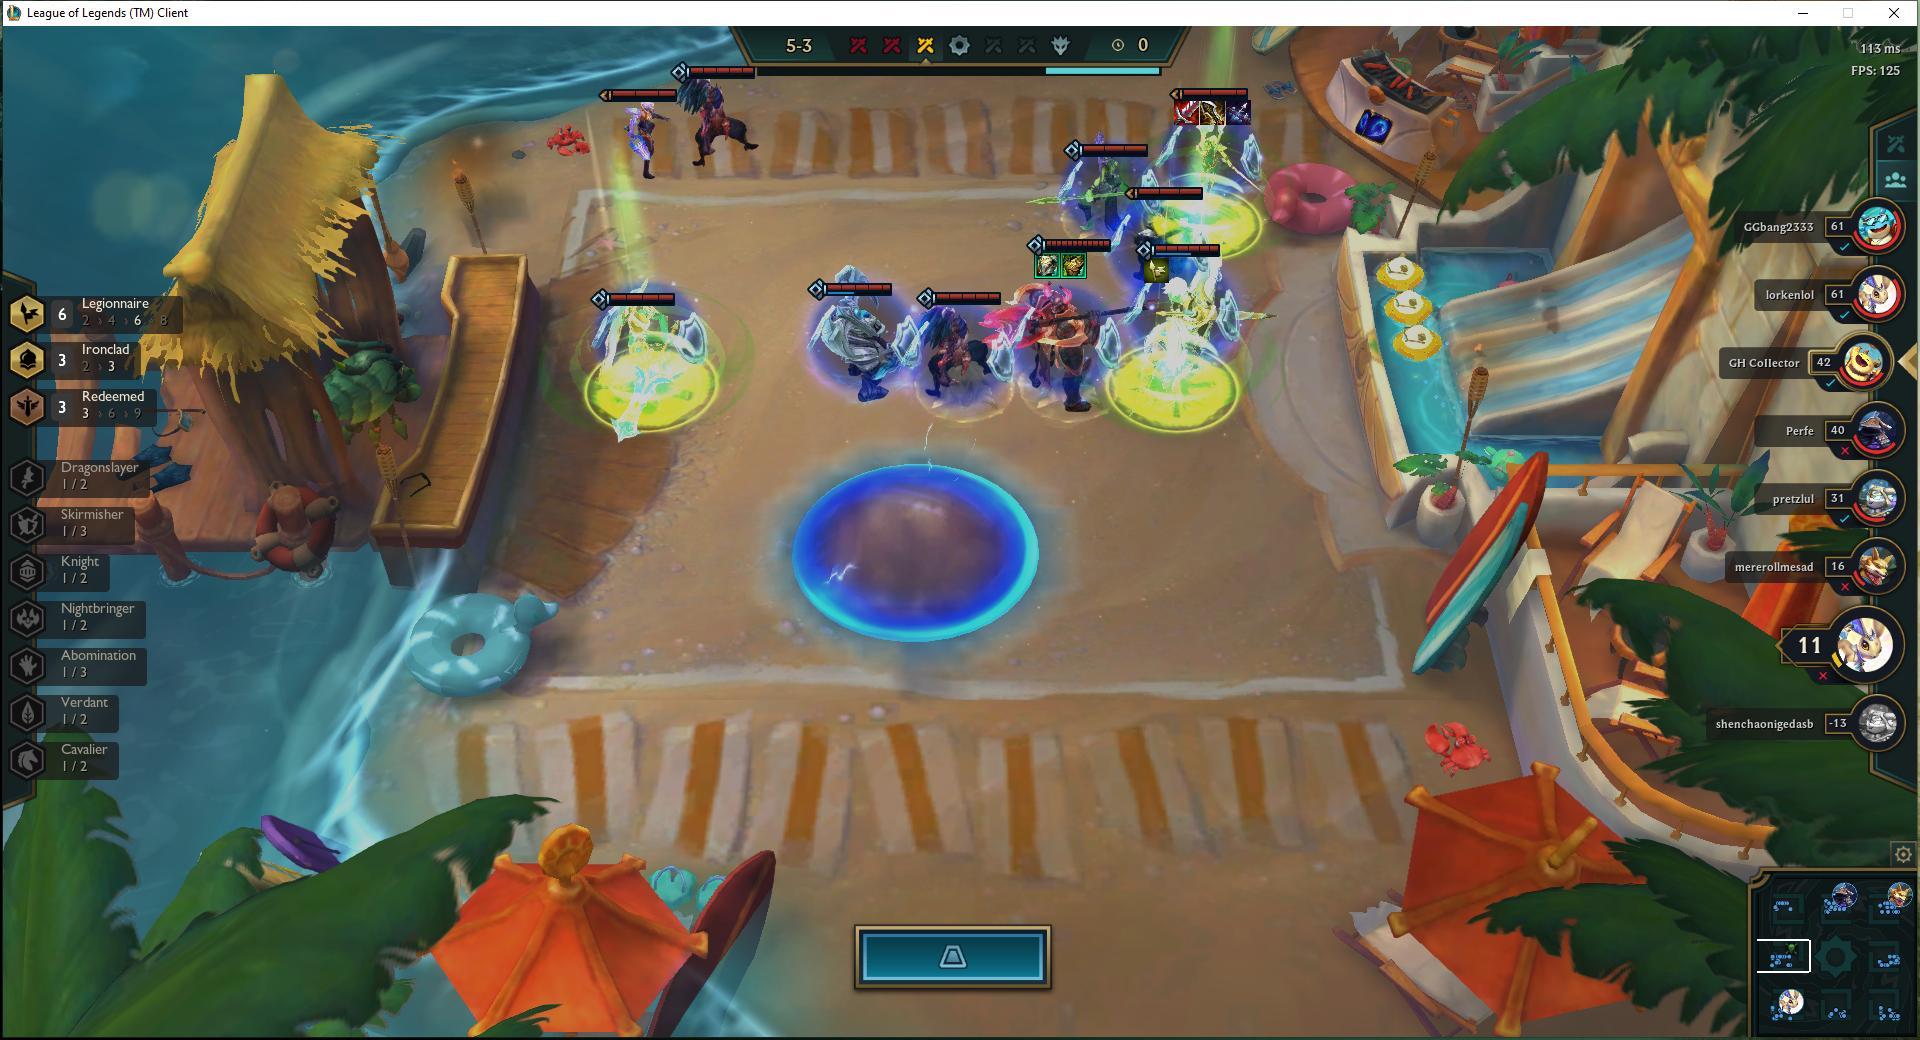 League of Legends (TM) Client
5-3
0
113 ms
FPS: 125
6 Legionnaire
2 › 4 › 6 › 8
3 Ironclad
2 › 3
3 Redeemed
3 › 6 › 9
Dragonslayer
1 / 2
Skirmisher
1 / 3
Knight
1 / 2
Nightbringer
1 / 2
Abomination
1 / 3
Verdant
1 / 2
Cavalier
1 / 2
GGbang2333 61
lorkenlol 61
GH Collector 42
Perfe 40
pretzlul 31
mererollmesad 16
11
shenchaonigedasb -13